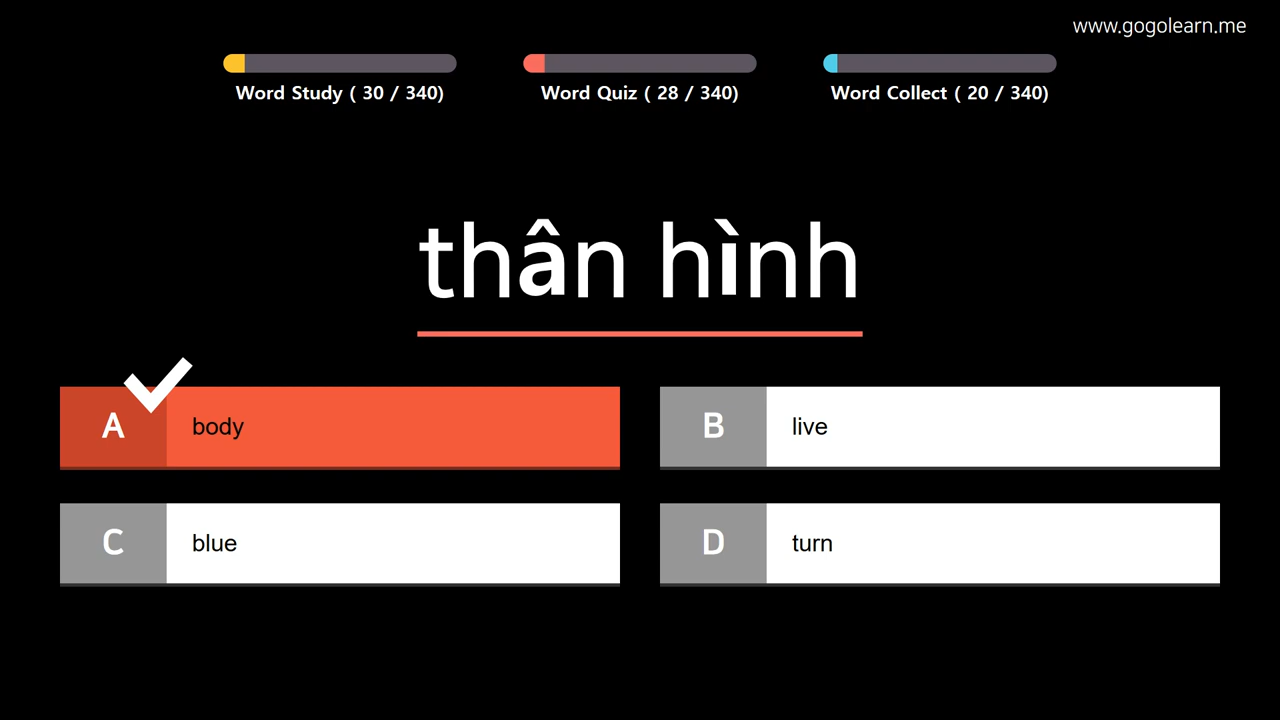 www.gogolearn.me
Word Study ( 30 / 340)
Word Quiz ( 28 / 340)
Word Collect ( 20 / 340)
thân hình
A body
B live
C blue
D turn